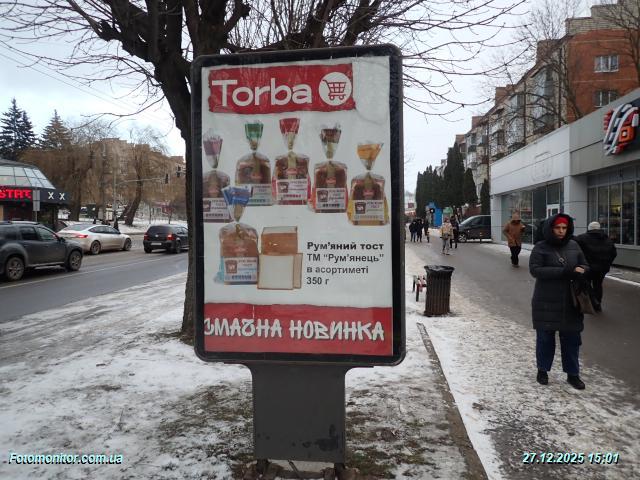 Torba
Рум'яний тост
ТМ "Рум'янець"
в асортименті
350 г
СМАЧНА НОВИНКА
Fotomonitor.com.ua
27.12.2025 15:01